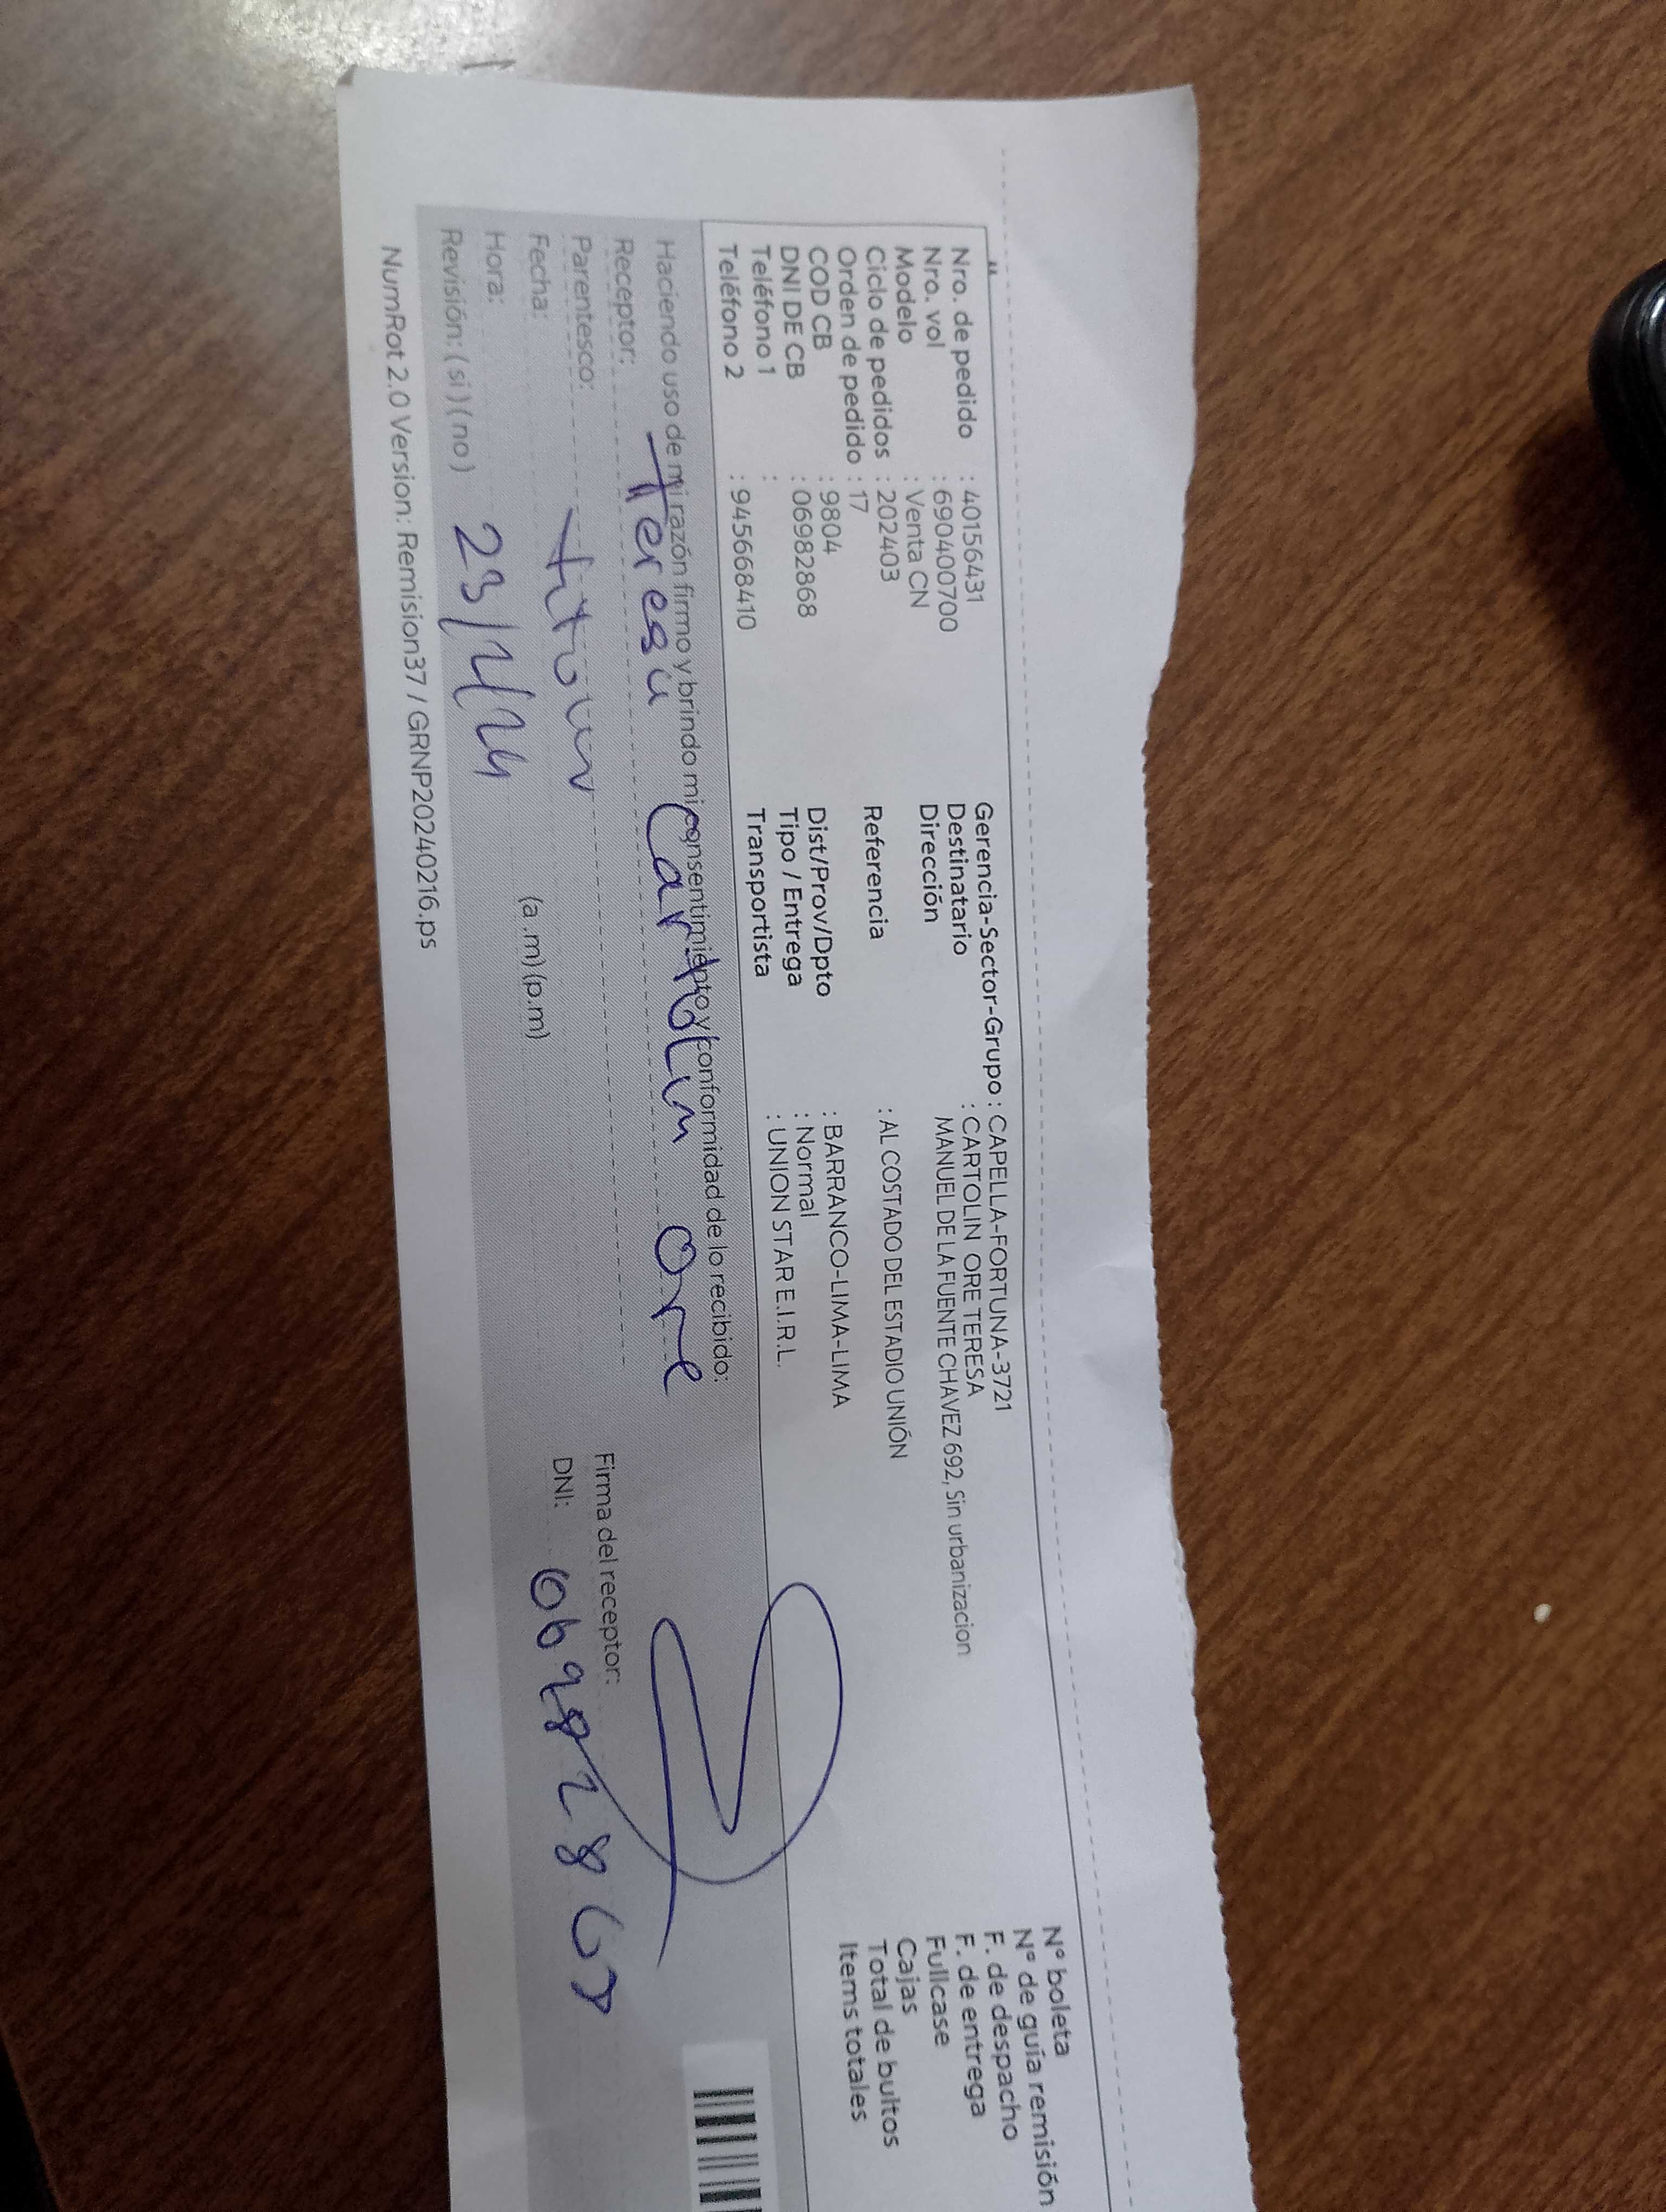 Nro. de pedido : 40156431
Nro. vol : 690400700
Modelo : Venta CN
Ciclo de pedidos : 202403
Orden de pedido : 17
COD CB : 9804
DNI DE CB : 06982868
Teléfono 1 :
Teléfono 2 : 945668410
Gerencia-Sector-Grupo : CAPELLA-FORTUNA-3721
Destinatario : CARTOLIN ORE TERESA
Dirección MANUEL DE LA FUENTE CHAVEZ 692, Sin urbanizacion
Referencia : AL COSTADO DEL ESTADIO UNIÓN
Dist/Prov/Dpto : BARRANCO-LIMA-LIMA
Tipo / Entrega : Normal
Transportista : UNION STAR E.I.R.L.
N° boleta
N° de guía remisión
F. de despacho
F. de entrega
Fullcase
Cajas
Total de bultos
Items totales
Haciendo uso de mi razón firmo y brindo mi consentimiento y conformidad de lo recibido:
Receptor: Teresa Cartolin Ore
Parentesco: titular
Fecha: 23/2/24
Hora: (a.m) (p.m)
Revisión: (si) (no)
Firma del receptor:
DNI: 06982868
NumRot 2.0 Version: Remision37 / GRNP20240216.ps